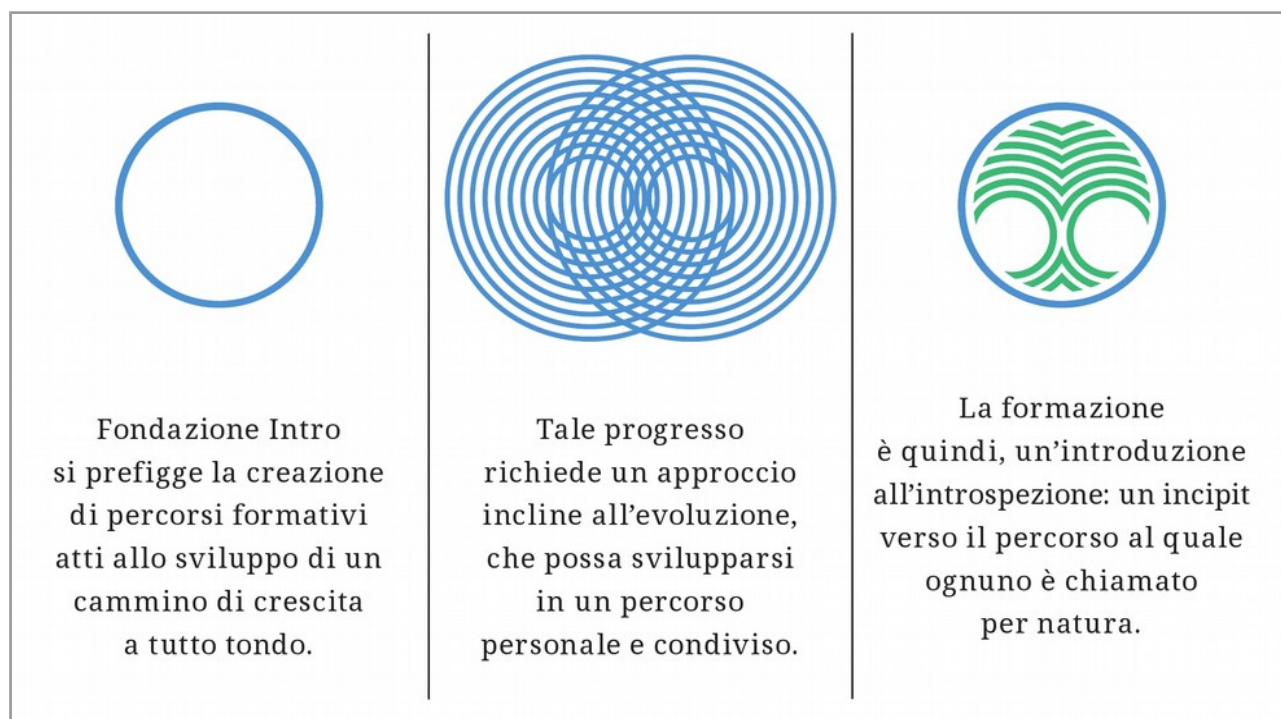 Fondazione Intro
si prefigge la creazione
di percorsi formativi
atti allo sviluppo di un
cammino di crescita
a tutto tondo.
Tale progresso
richiede un approccio
incline all’evoluzione,
che possa svilupparsi
in un percorso
personale e condiviso.
La formazione
è quindi, un’introduzione
all’introspezione: un incipit
verso il percorso al quale
ognuno è chiamato
per natura.